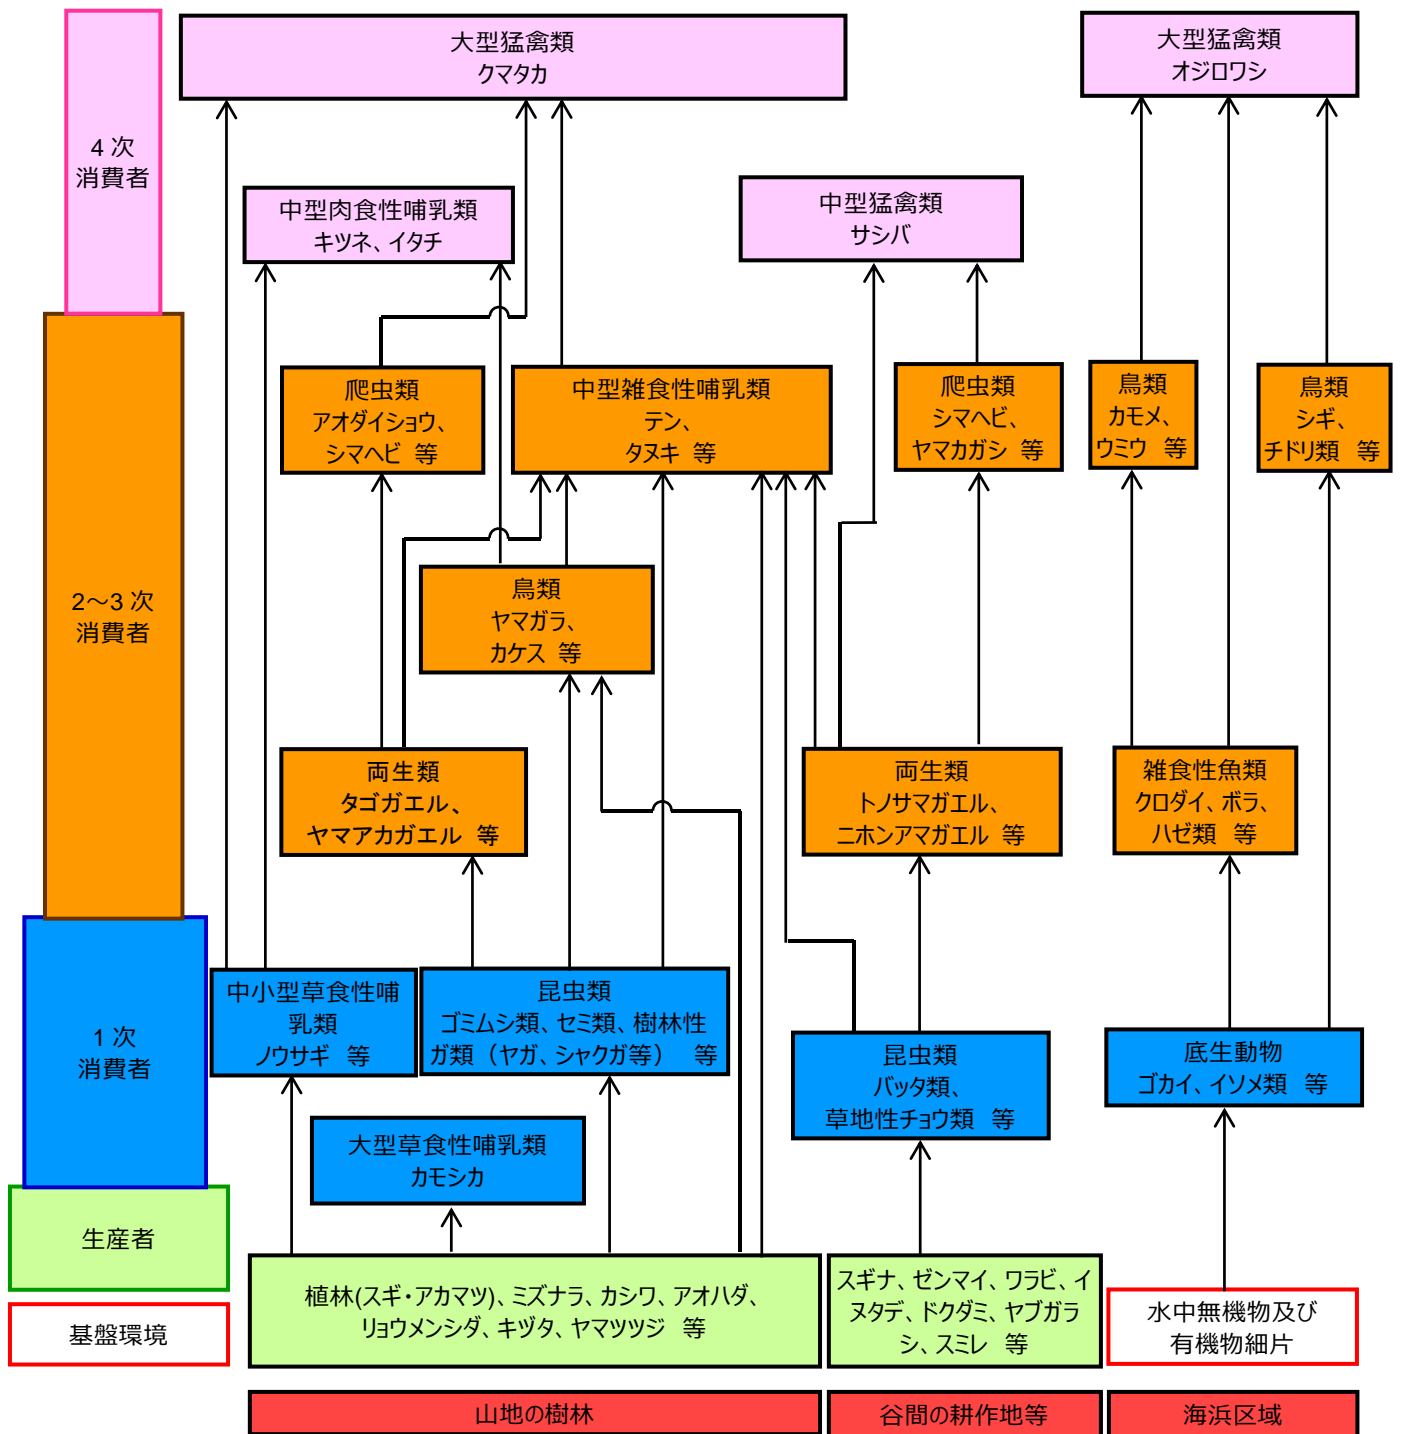 大型猛禽類
クマタカ
大型猛禽類
オジロワシ
4 次
消費者
中型肉食性哺乳類
キツネ、イタチ
中型猛禽類
サシバ
爬虫類
アオダイショウ、
シマヘビ 等
中型雑食性哺乳類
テン、
タヌキ 等
爬虫類
シマヘビ、
ヤマカガシ 等
鳥類
カモメ、
ウミウ 等
鳥類
シギ、
チドリ類 等
2～3 次
消費者
鳥類
ヤマガラ、
カケス 等
両生類
タゴガエル、
ヤマアカガエル 等
両生類
トノサマガエル、
ニホンアマガエル 等
雑食性魚類
クロダイ、ボラ、
ハゼ類 等
1 次
消費者
中小型草食性哺
乳類
ノウサギ 等
昆虫類
ゴミムシ類、セミ類、樹林性
ガ類（ヤガ、シャクガ等） 等
昆虫類
バッタ類、
草地性チョウ類 等
底生動物
ゴカイ、イソメ類 等
大型草食性哺乳類
カモシカ
生産者
植林(スギ・アカマツ)、ミズナラ、カシワ、アオハダ、
リョウメンシダ、キヅタ、ヤマツツジ 等
スギナ、ゼンマイ、ワラビ、イ
ヌタデ、ドクダミ、ヤブガラ
シ、スミレ 等
基盤環境
水中無機物及び
有機物細片
山地の樹林
谷間の耕作地等
海浜区域